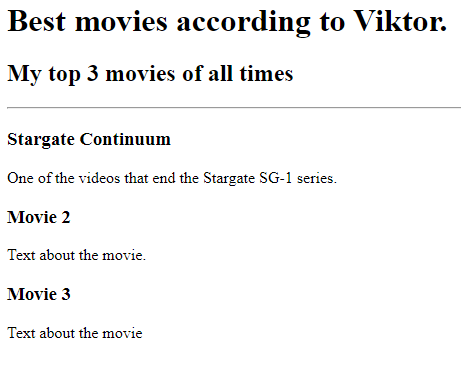 Best movies according to Viktor.
My top 3 movies of all times
Stargate Continuum
One of the videos that end the Stargate SG-1 series.
Movie 2
Text about the movie.
Movie 3
Text about the movie